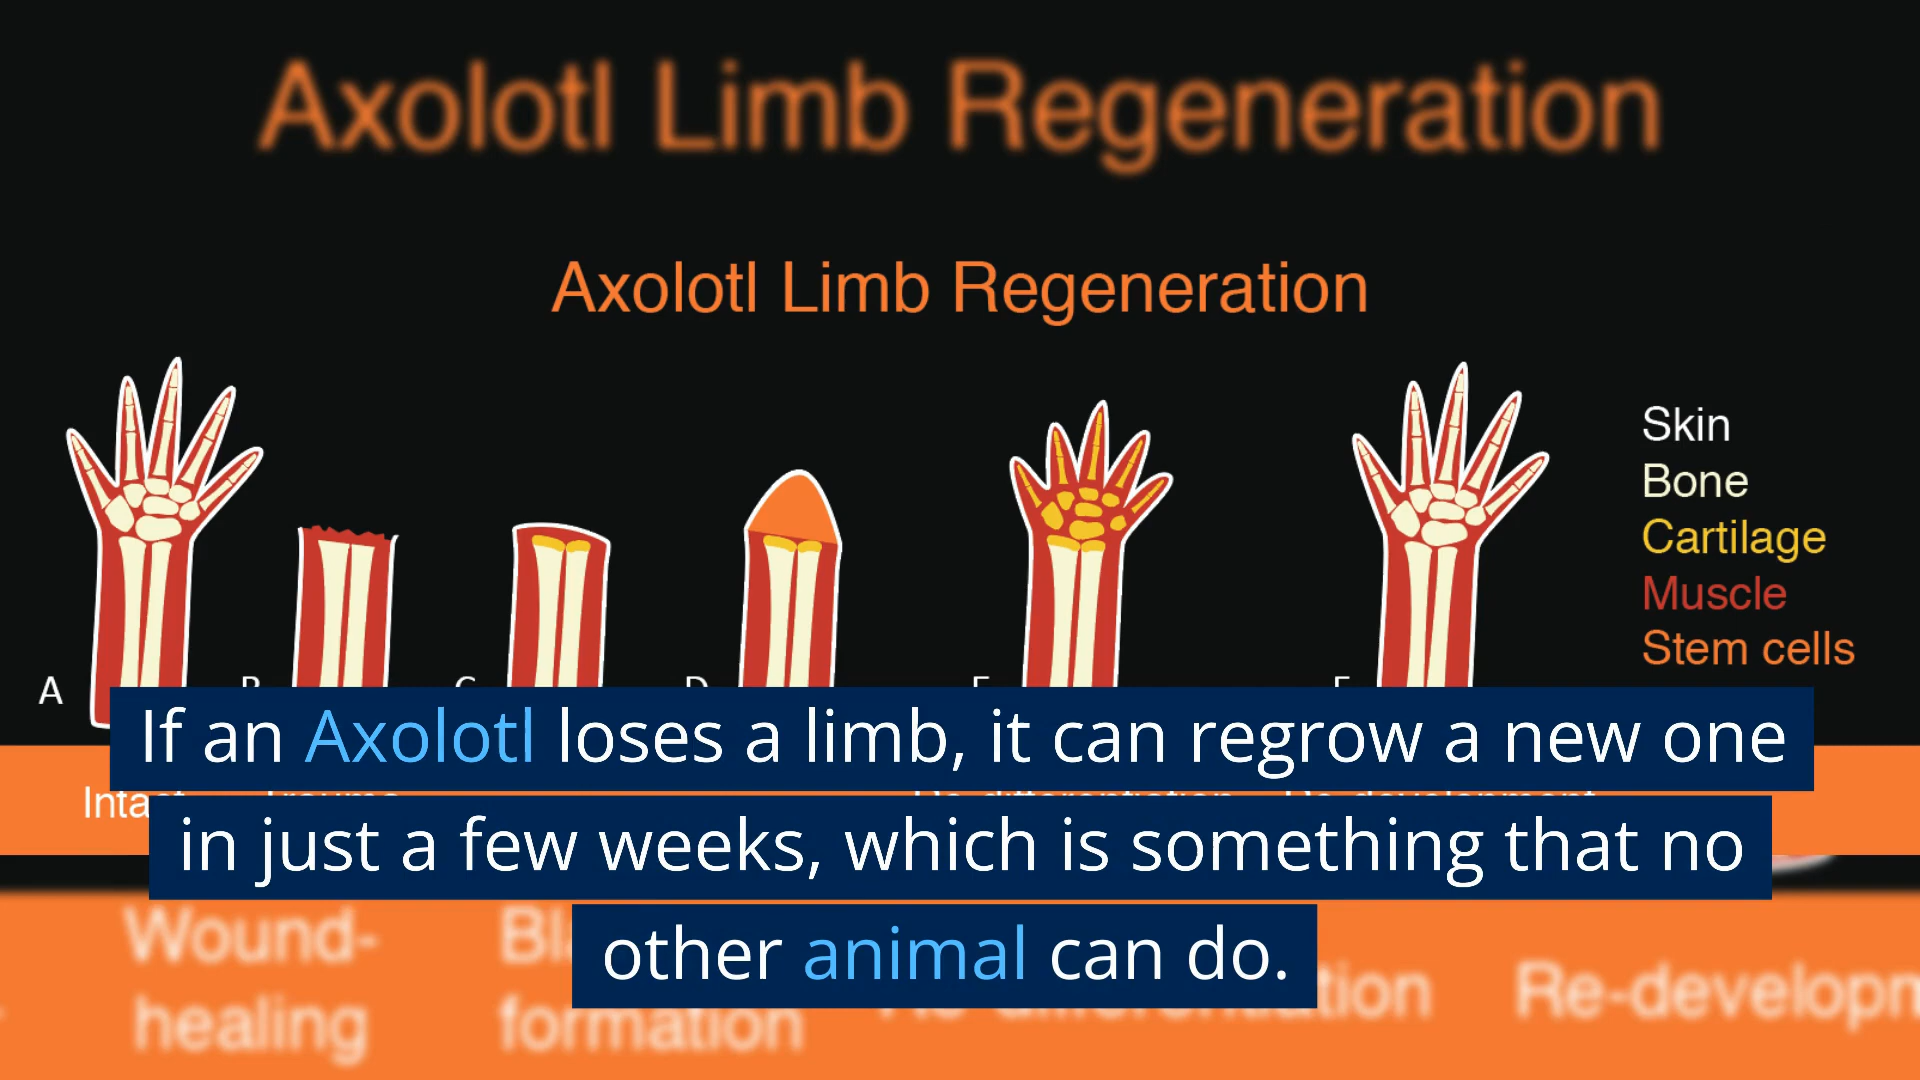 Axolotl Limb Regeneration
Axolotl Limb Regeneration
Skin
Bone
Cartilage
Muscle
Stem cells
A
If an Axolotl loses a limb, it can regrow a new one
in just a few weeks, which is something that no
other animal can do.
Wound-
healing
formation
Re-developm